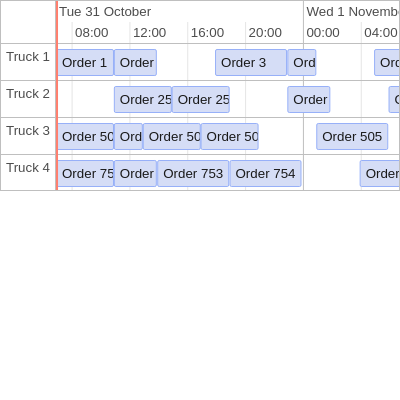 Tue 31 October Wed 1 Novemb
08:00 12:00 16:00 20:00 00:00 04:00
Truck 1 Order 1 Order Order 3 Ord Ord
Truck 2 Order 25 Order 25 Order
Truck 3 Order 50 Ord Order 50 Order 50 Order 505
Truck 4 Order 75 Order Order 753 Order 754 Order